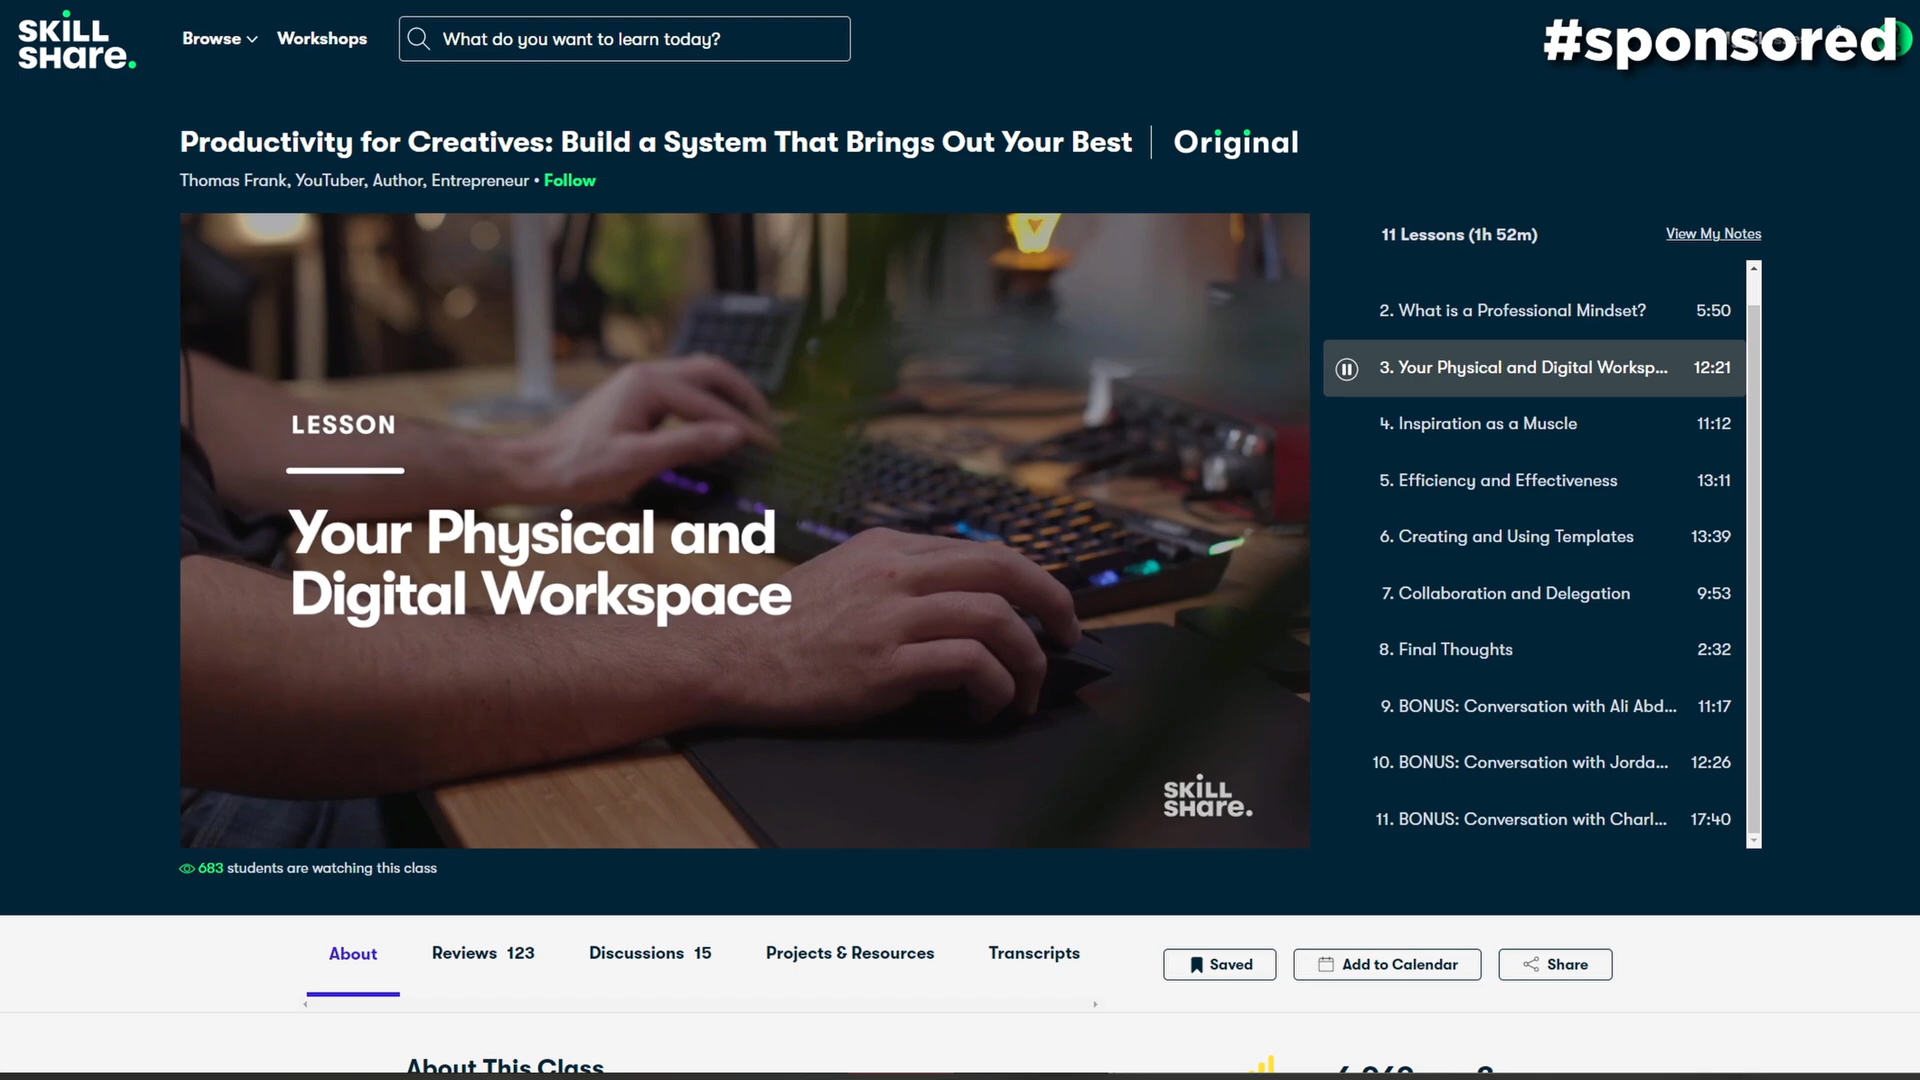 SKILL
SHare.
Browse
Workshops
What do you want to learn today?
#sponsored
Productivity for Creatives: Build a System That Brings Out Your Best
Original
Thomas Frank, YouTuber, Author, Entrepreneur • Follow
11 Lessons (1h 52m)
View My Notes
2. What is a Professional Mindset? 5:50
3. Your Physical and Digital Worksp... 12:21
4. Inspiration as a Muscle 11:12
5. Efficiency and Effectiveness 13:11
6. Creating and Using Templates 13:39
7. Collaboration and Delegation 9:53
8. Final Thoughts 2:32
9. BONUS: Conversation with Ali Abd... 11:17
10. BONUS: Conversation with Jorda... 12:26
11. BONUS: Conversation with Charl... 17:40
LESSON
Your Physical and
Digital Workspace
SKILL
SHare.
683 students are watching this class
About
Reviews 123
Discussions 15
Projects & Resources
Transcripts
Saved
Add to Calendar
Share
About This Class